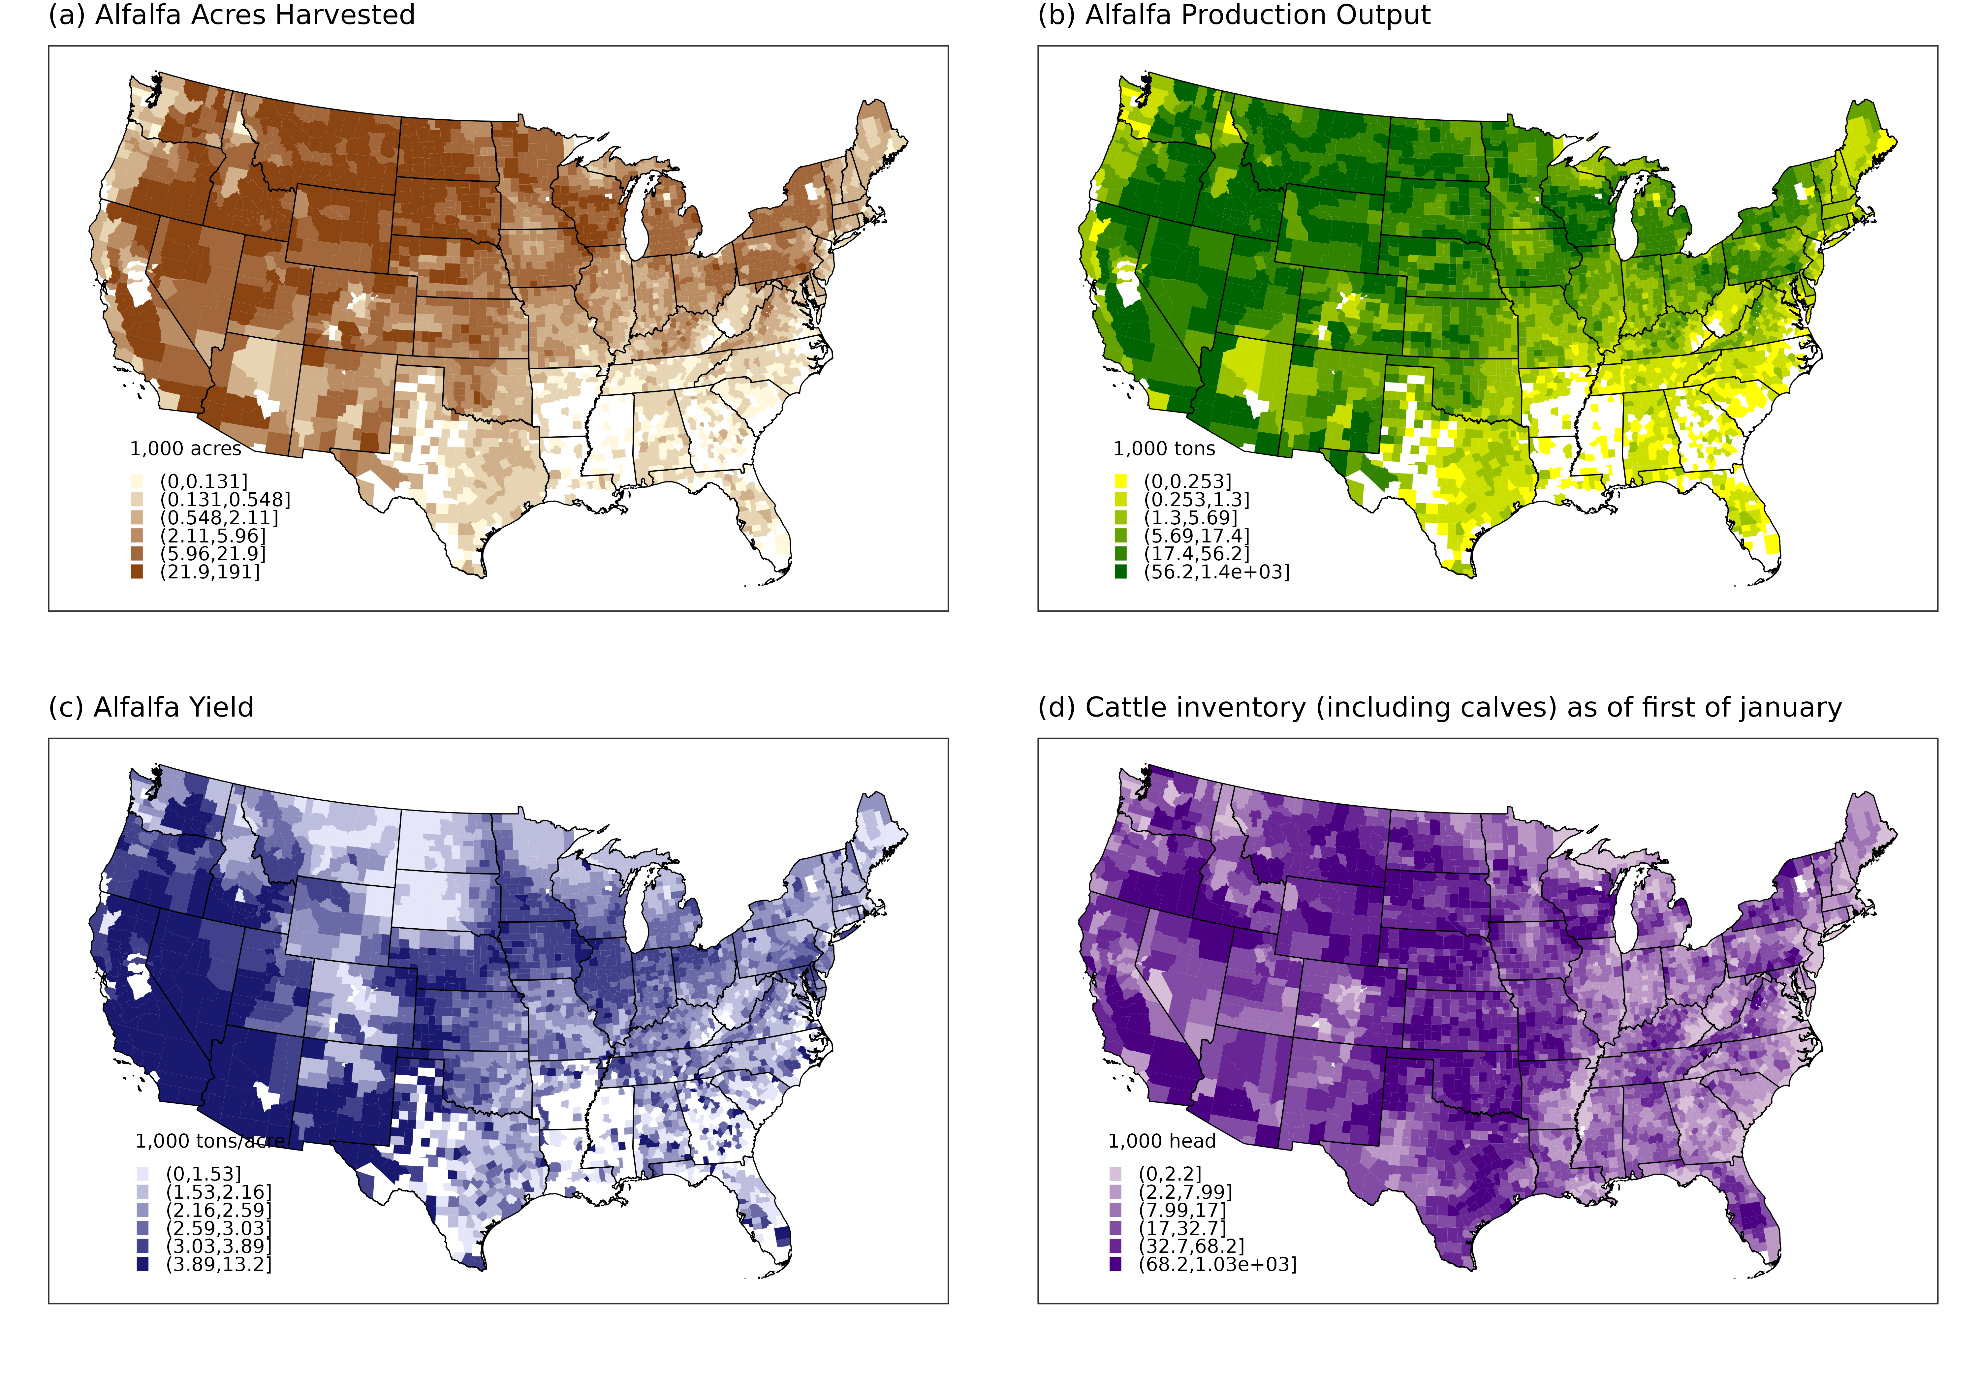 (a) Alfalfa Acres Harvested
1,000 acres
(0,0.131]
(0.131,0.548]
(0.548,2.11]
(2.11,5.96]
(5.96,21.9]
(21.9,191]
(b) Alfalfa Production Output
1,000 tons
(0,0.253]
(0.253,1.3]
(1.3,5.69]
(5.69,17.4]
(17.4,56.2]
(56.2,1.4e+03]
(c) Alfalfa Yield
1,000 tons/acre
(0,1.53]
(1.53,2.16]
(2.16,2.59]
(2.59,3.03]
(3.03,3.89]
(3.89,13.2]
(d) Cattle inventory (including calves) as of first of january
1,000 head
(0,2.2]
(2.2,7.99]
(7.99,17]
(17,32.7]
(32.7,68.2]
(68.2,1.03e+03]